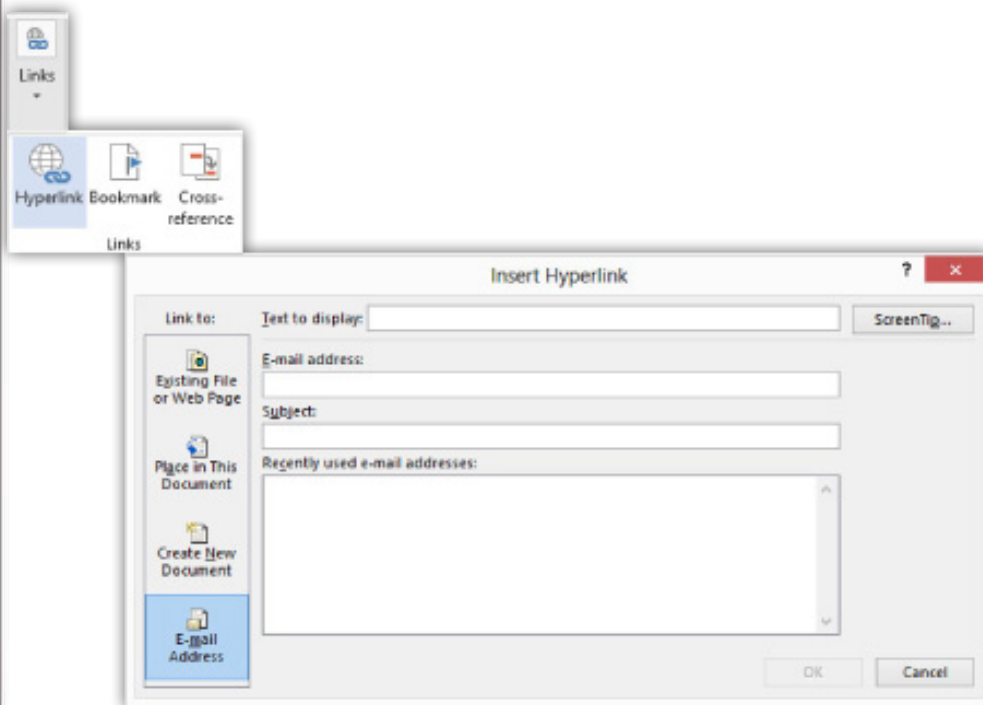 Links
Hyperlink Bookmark Cross-
reference
Links
Insert Hyperlink
?
Link to:
Text to display:
ScreenTip...
Existing File
or Web Page
E-mail address:
Subject:
Place in This
Document
Recently used e-mail addresses:
Create New
Document
E-mail
Address
OK
Cancel